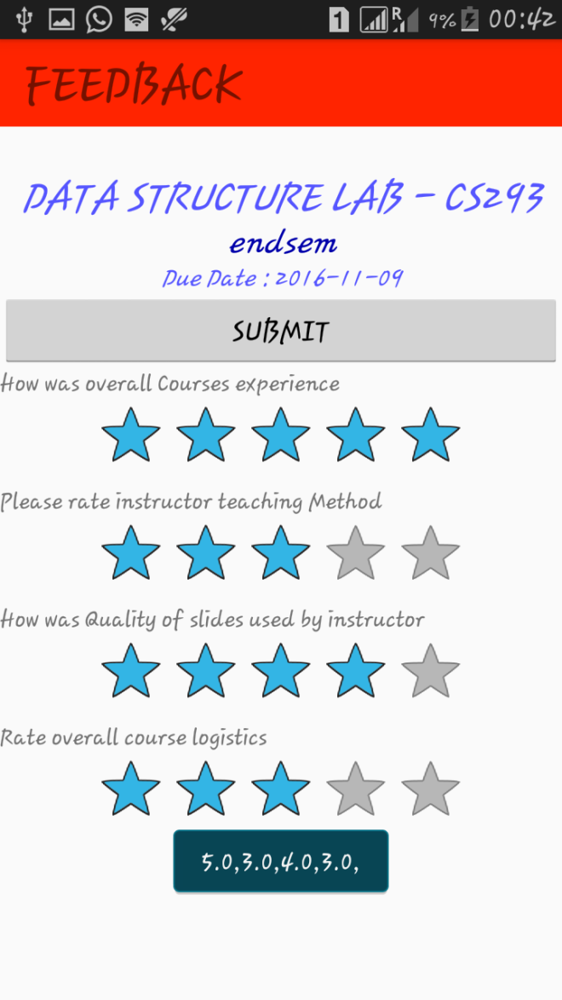 1 R 9% 00:42
FEEDBACK
DATA STRUCTURE LAB - CS293
endsem
Due Date : 2016-11-09
SUBMIT
How was overall Courses experience
Please rate instructor teaching Method
How was Quality of slides used by instructor
Rate overall course logistics
5.0,3.0,4.0,3.0,